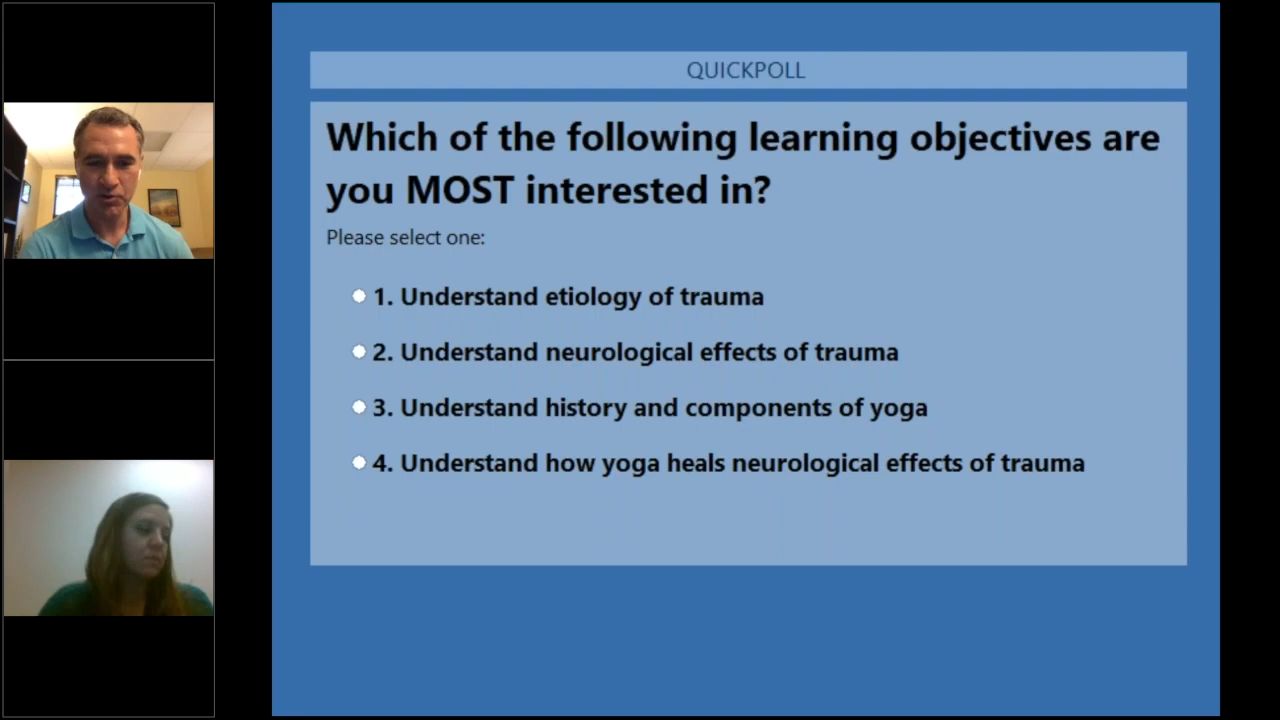 QUICKPOLL
Which of the following learning objectives are
you MOST interested in?
Please select one:
1. Understand etiology of trauma
2. Understand neurological effects of trauma
3. Understand history and components of yoga
4. Understand how yoga heals neurological effects of trauma